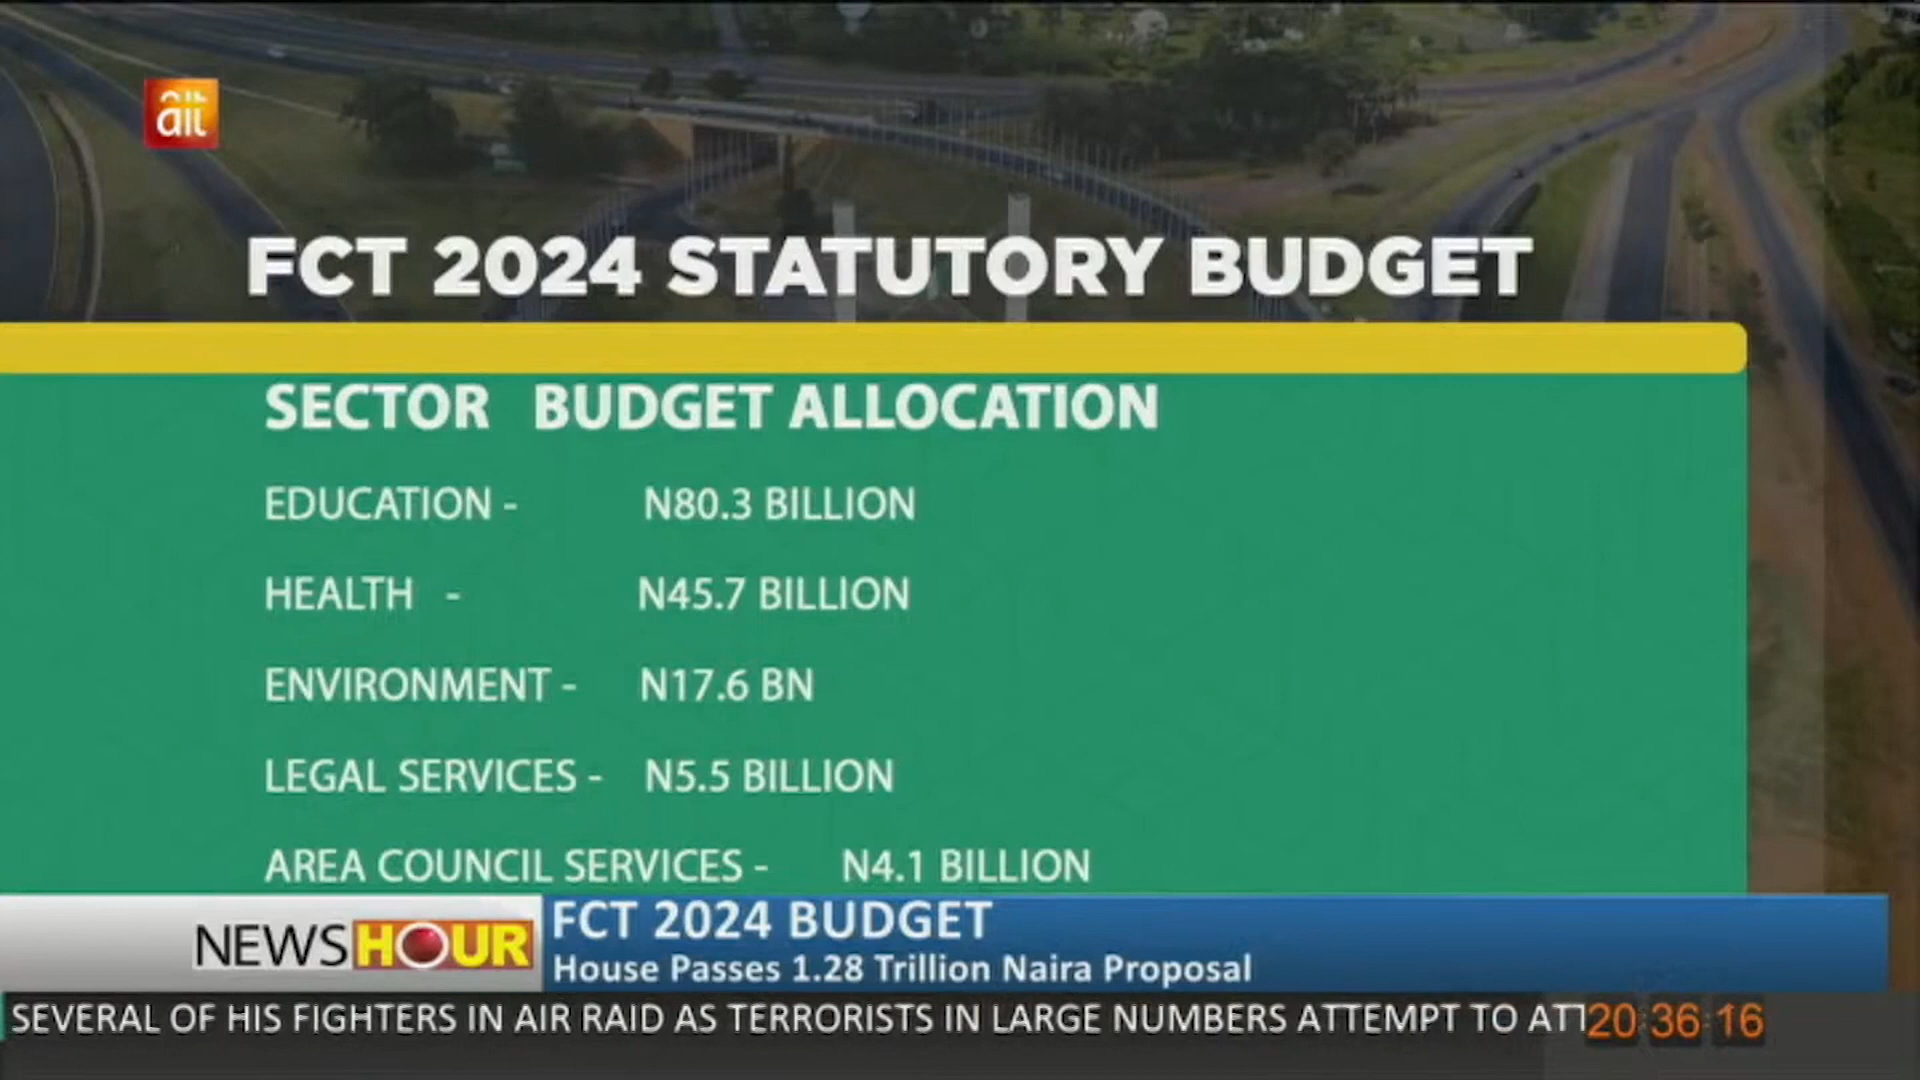 ait
FCT 2024 STATUTORY BUDGET
SECTOR BUDGET ALLOCATION
EDUCATION - N80.3 BILLION
HEALTH - N45.7 BILLION
ENVIRONMENT - N17.6 BN
LEGAL SERVICES - N5.5 BILLION
AREA COUNCIL SERVICES - N4.1 BILLION
NEWS HOUR
FCT 2024 BUDGET
House Passes 1.28 Trillion Naira Proposal
SEVERAL OF HIS FIGHTERS IN AIR RAID AS TERRORISTS IN LARGE NUMBERS ATTEMPT TO ATT
20:36:16